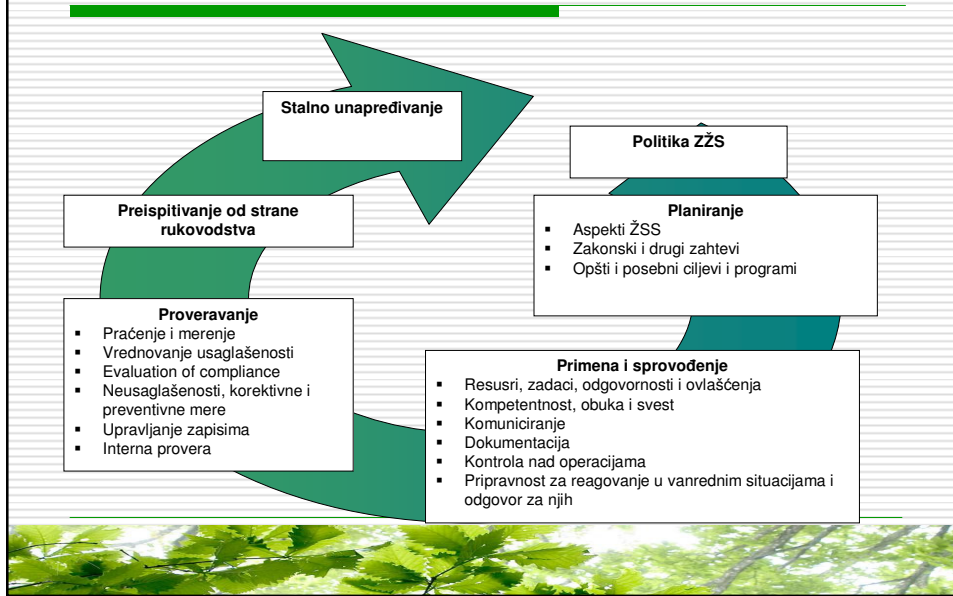 Stalno unapređivanje
Politika ZŽS
Preispitivanje od strane
rukovodstva
Planiranje
▪ Aspekti ŽSS
▪ Zakonski i drugi zahtevi
▪ Opšti i posebni ciljevi i programi
Proveravanje
▪ Praćenje i merenje
▪ Vrednovanje usaglašenosti
▪ Evaluation of compliance
▪ Neusaglašenosti, korektivne i
preventivne mere
▪ Upravljanje zapisima
▪ Interna provera
Primena i sprovođenje
▪ Resusri, zadaci, odgovornosti i ovlašćenja
▪ Kompetentnost, obuka i svest
▪ Komuniciranje
▪ Dokumentacija
▪ Kontrola nad operacijama
▪ Pripravnost za reagovanje u vanrednim situacijama i
odgovor za njih